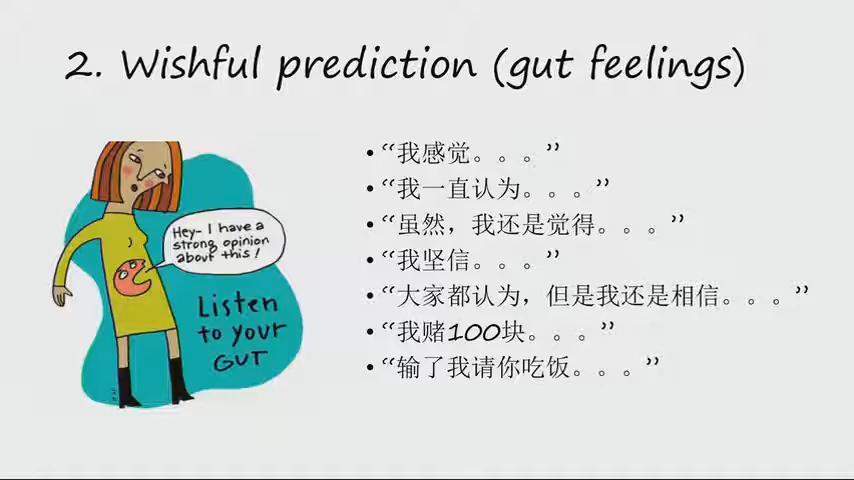 2. Wishful prediction (gut feelings)
Hey- I have a
strong opinion
about this!
Listen
to your
GUT
• “我感觉。。。”
• “我一直认为。。。”
• “虽然，我还是觉得。。。”
• “我坚信。。。”
• “大家都认为，但是我还是相信。。。”
• “我赌100块。。。”
• “输了我请你吃饭。。。”